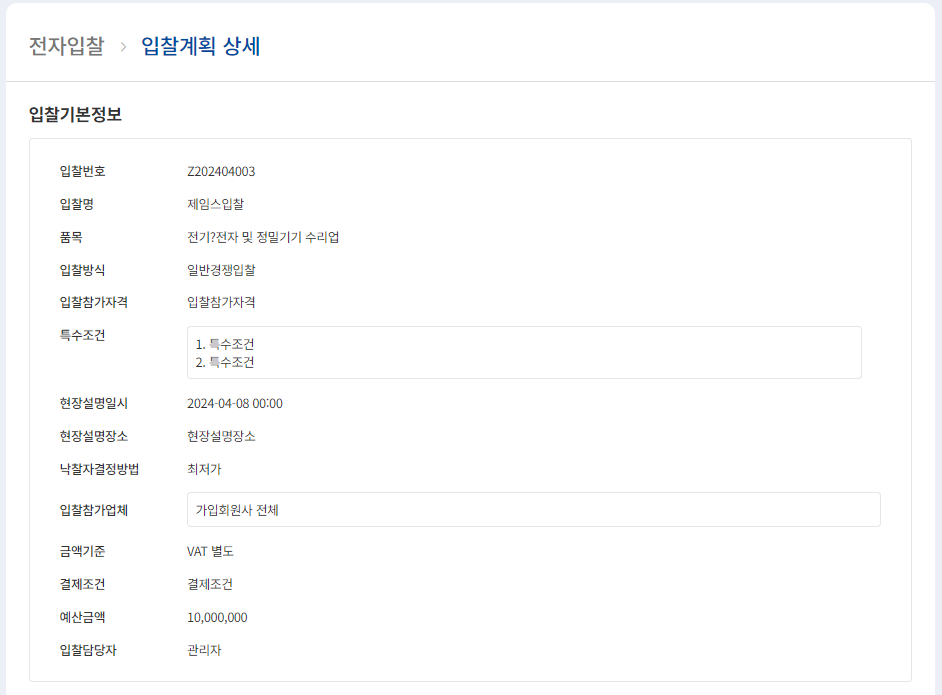 전자입찰 > 입찰계획 상세
입찰기본정보
입찰번호 Z202404003
입찰명 제임스입찰
품목 전기?전자 및 정밀기기 수리업
입찰방식 일반경쟁입찰
입찰참가자격 입찰참가자격
특수조건
1. 특수조건
2. 특수조건
현장설명일시 2024-04-08 00:00
현장설명장소 현장설명장소
낙찰자결정방법 최저가
입찰참가업체 가입회원사 전체
금액기준 VAT 별도
결제조건 결제조건
예산금액 10,000,000
입찰담당자 관리자